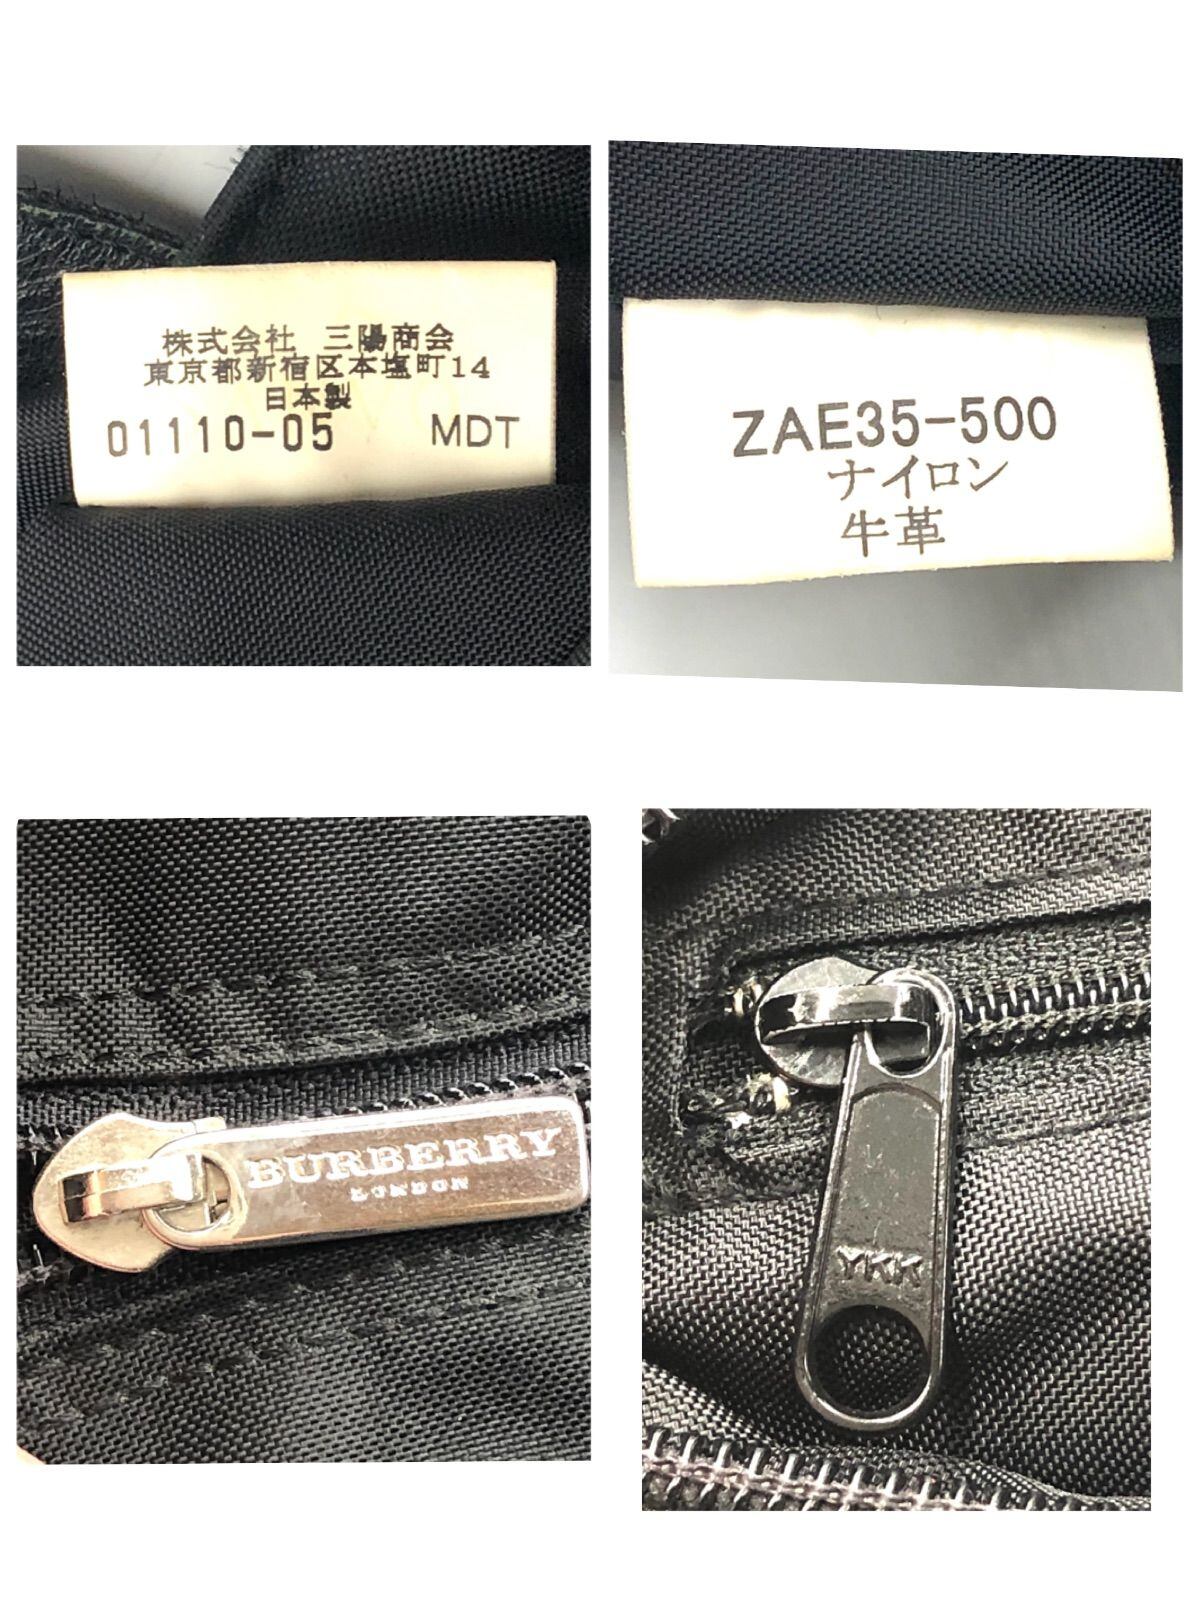 株式会社 三陽商会
東京都新宿区本塩町14
日本製
01110-05 MDT
ZAE35-500
ナイロン
牛革
BURBERRY
LONDON
YKK